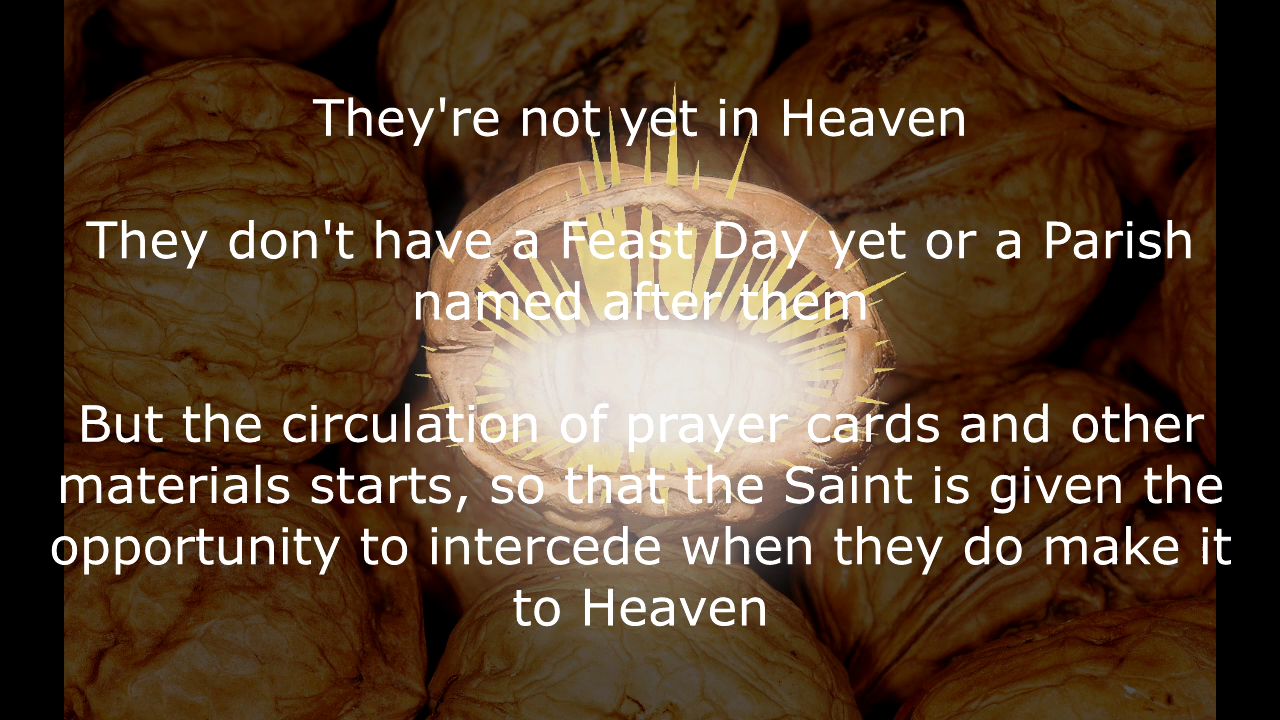 They're not yet in Heaven
They don't have a Feast Day yet or a Parish
named after them
But the circulation of prayer cards and other
materials starts, so that the Saint is given the
opportunity to intercede when they do make it
to Heaven